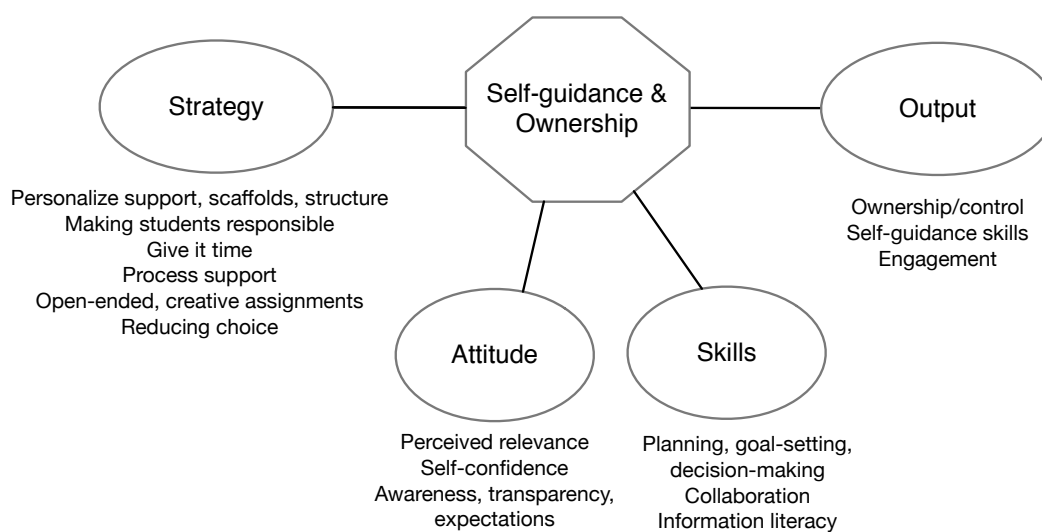 Strategy
Self-guidance &
Ownership
Output
Personalize support, scaffolds, structure
Making students responsible
Give it time
Process support
Open-ended, creative assignments
Reducing choice
Ownership/control
Self-guidance skills
Engagement
Attitude
Skills
Perceived relevance
Self-confidence
Awareness, transparency,
expectations
Planning, goal-setting,
decision-making
Collaboration
Information literacy